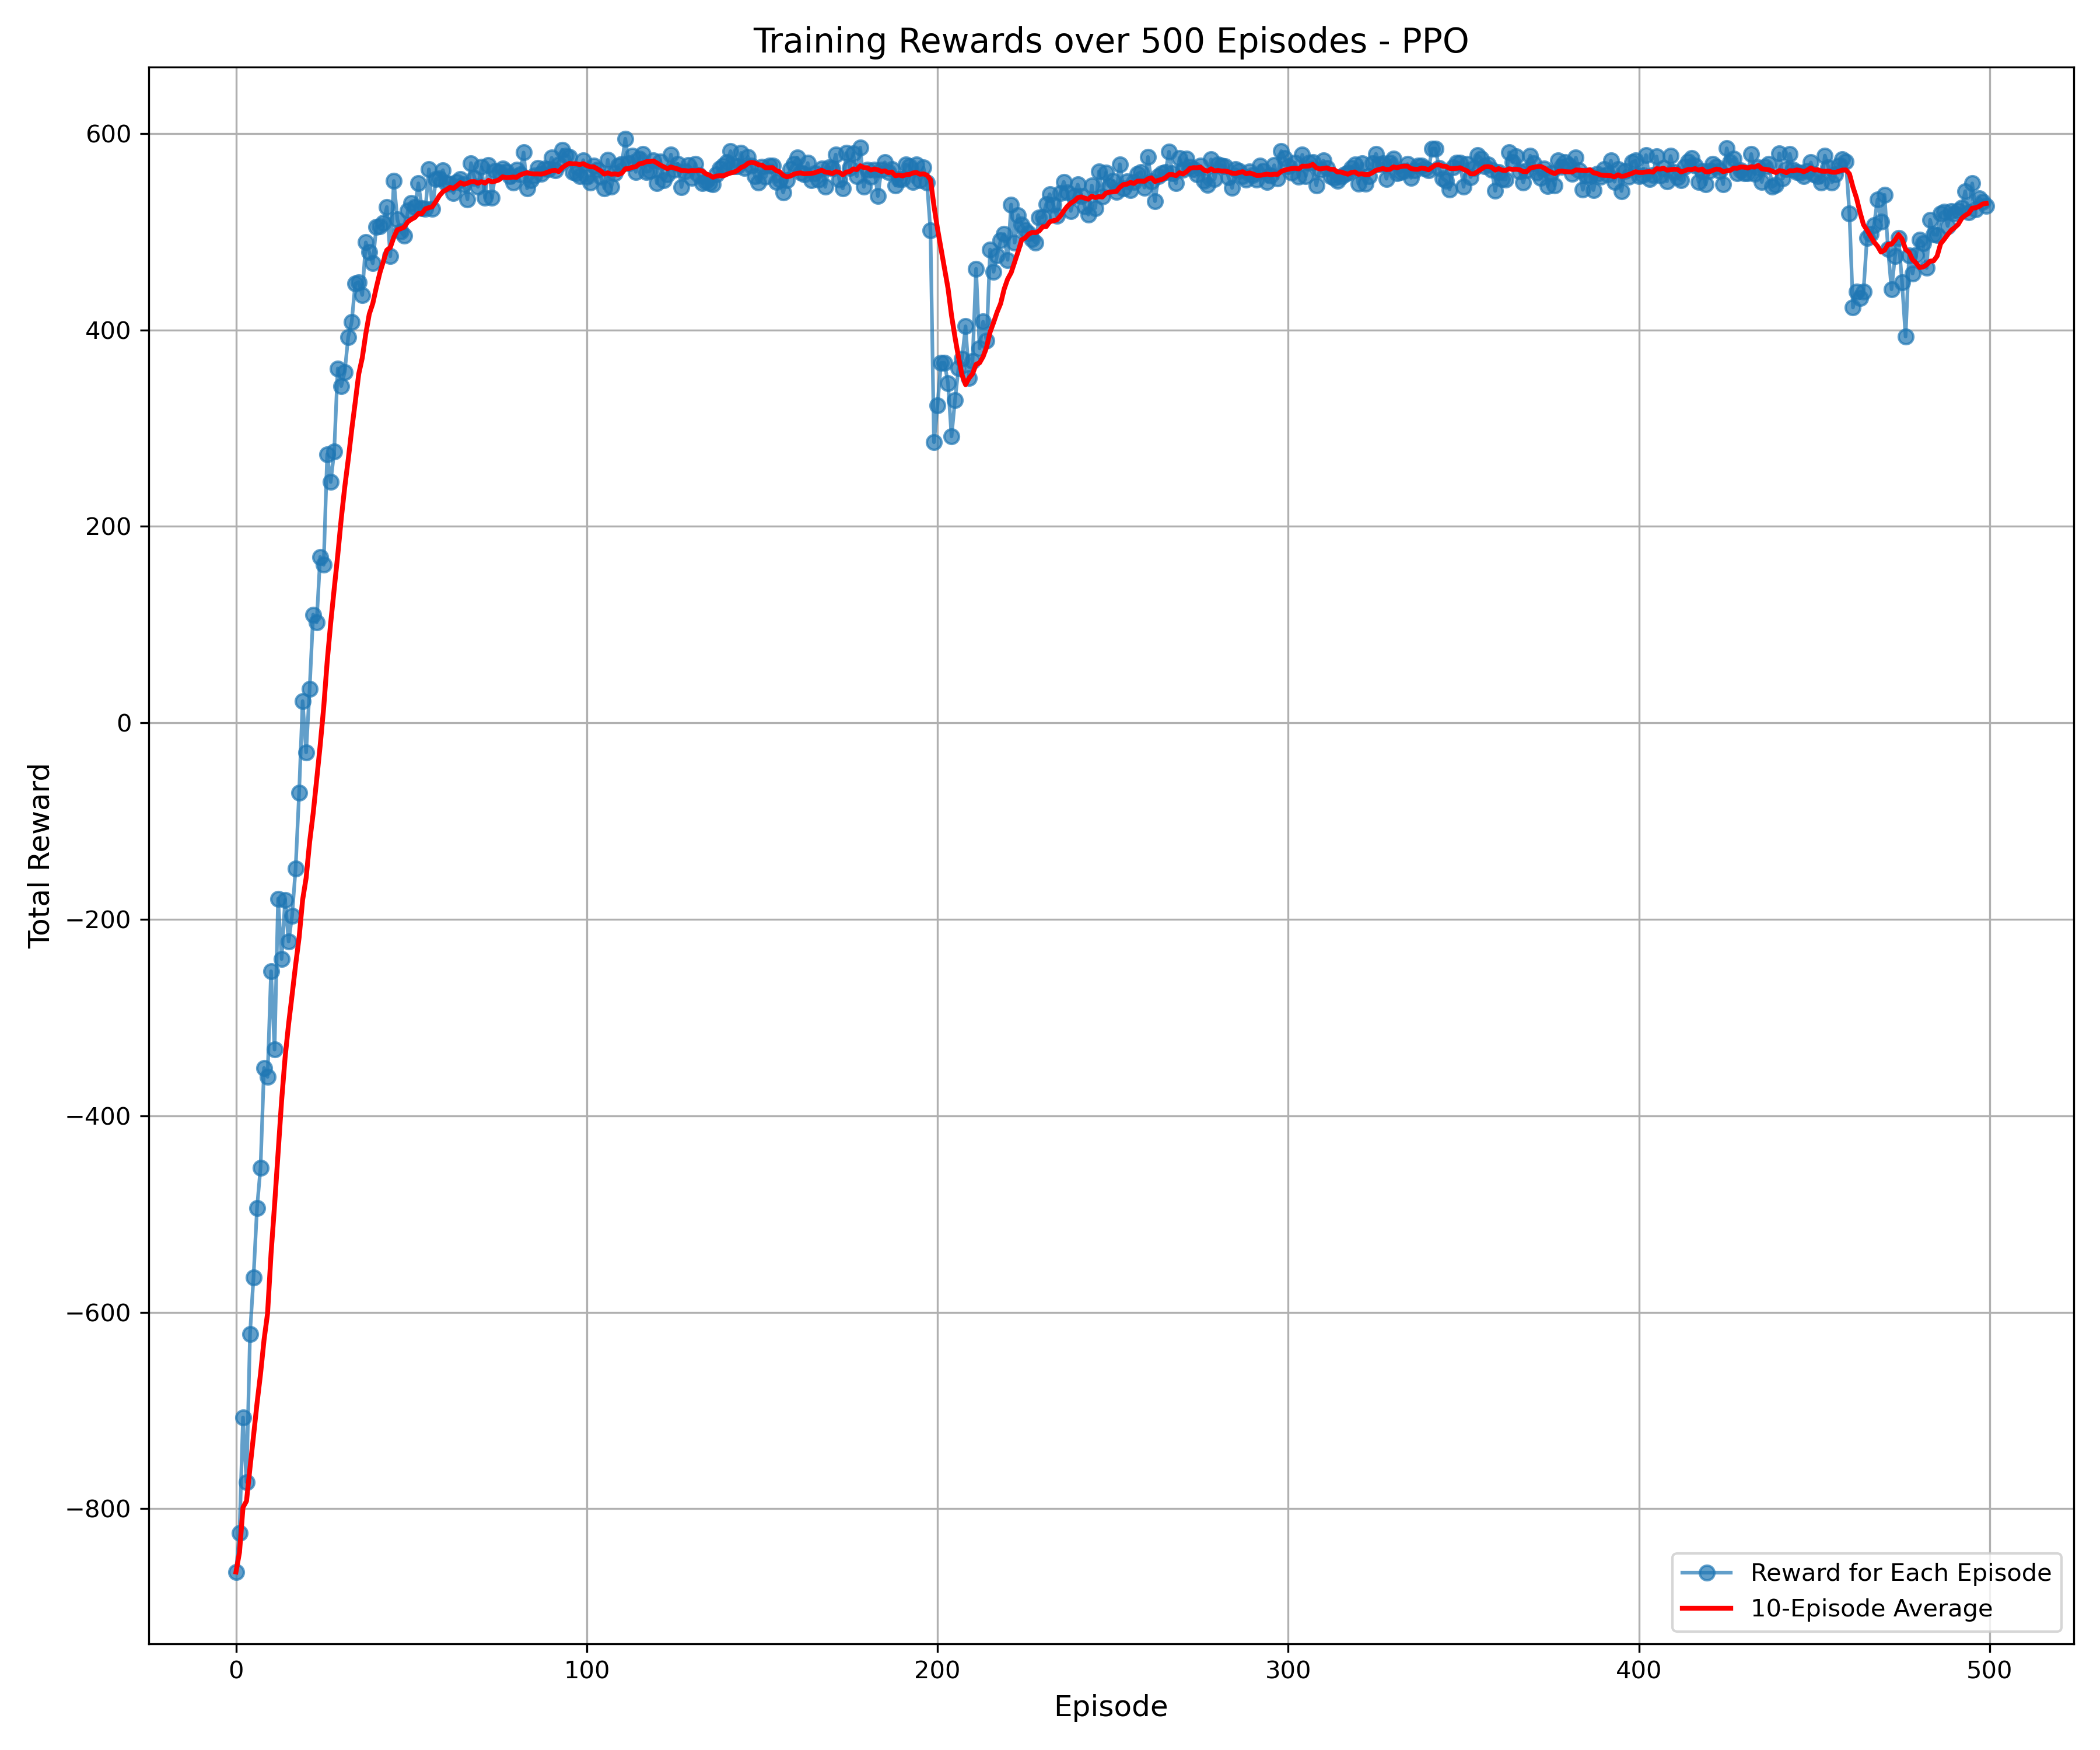 Training Rewards over 500 Episodes - PPO
600
400
200
0
−200
−400
−600
−800
Total Reward
0 100 200 300 400 500
Episode
Reward for Each Episode
10-Episode Average